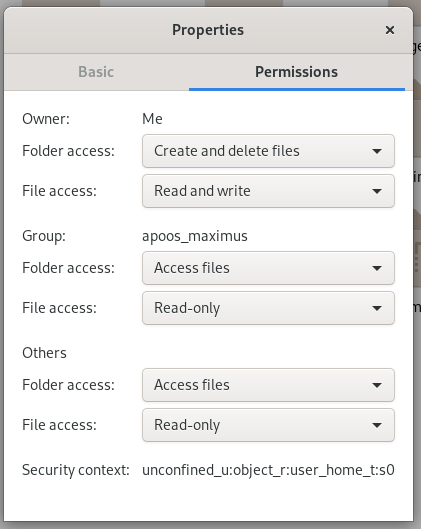 Properties
Basic Permissions
Owner: Me
Folder access: Create and delete files
File access: Read and write
Group: apoos_maximus
Folder access: Access files
File access: Read-only
Others
Folder access: Access files
File access: Read-only
Security context: unconfined_u:object_r:user_home_t:s0